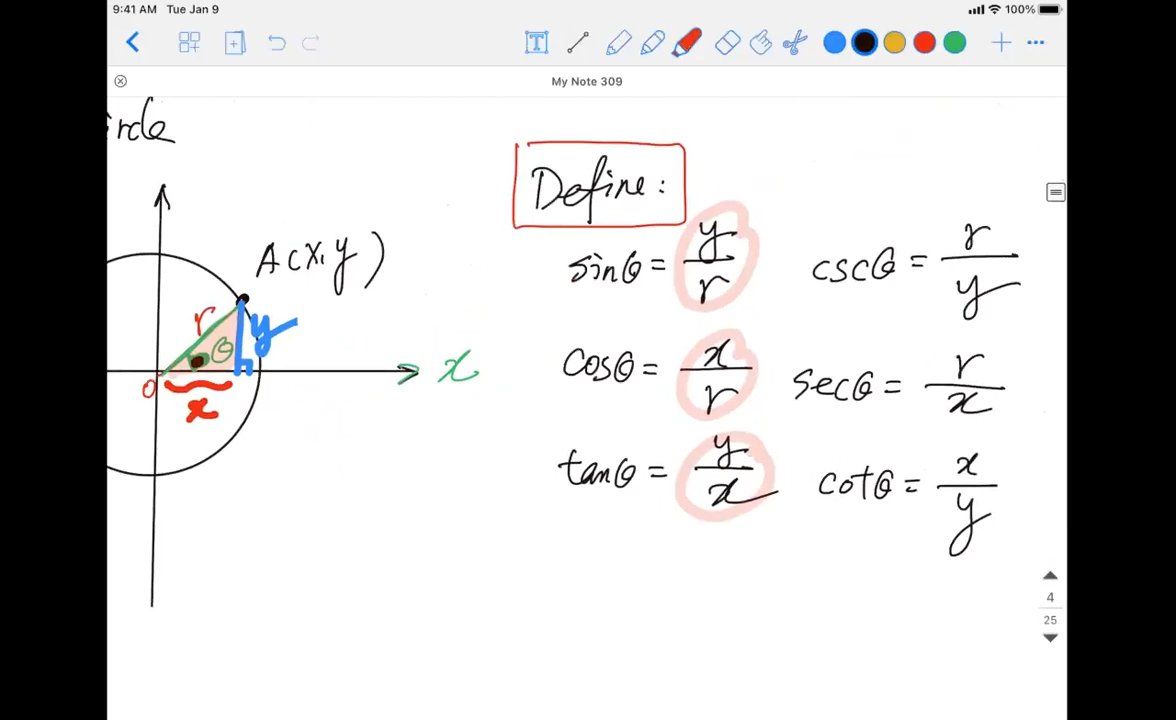 9:41 AM Tue Jan 9
100%
My Note 309
ircle
Define:
A(x,y)
sinθ = y/r
cscθ = r/y
r
y
θ
x
O
x
cosθ = x/r
secθ = r/x
tanθ = y/x
cotθ = x/y
4
25